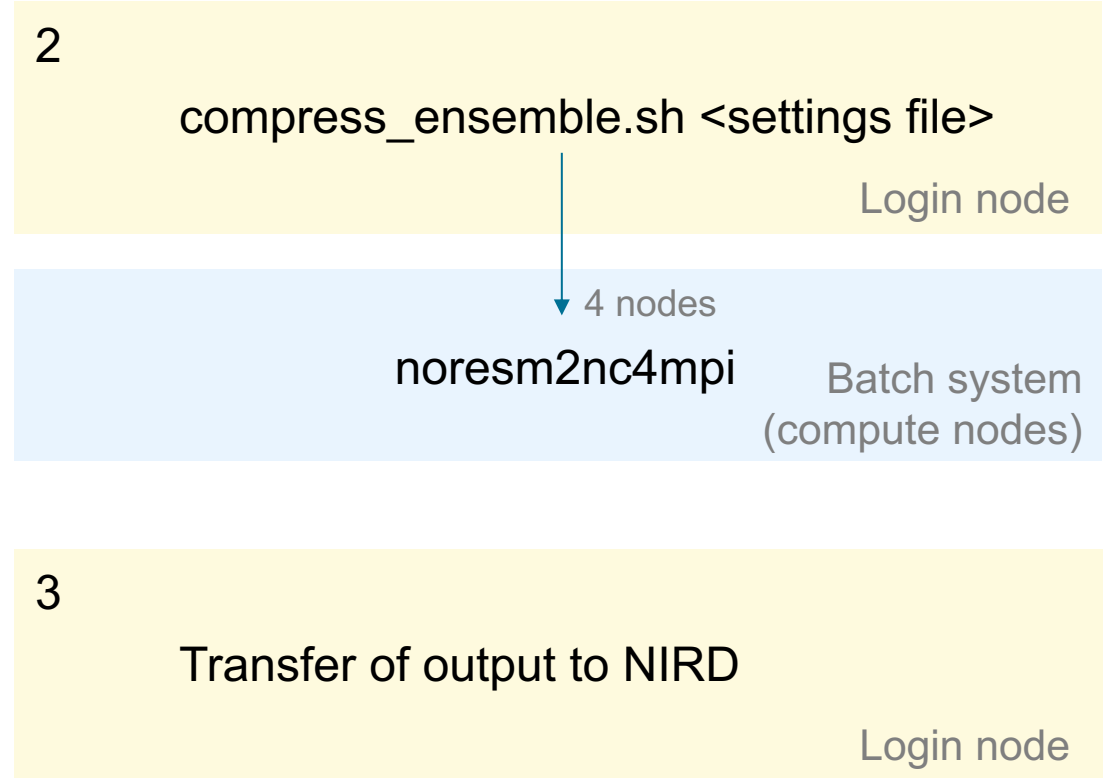 2
compress_ensemble.sh <settings file>
Login node
4 nodes
noresm2nc4mpi
Batch system
(compute nodes)
3
Transfer of output to NIRD
Login node